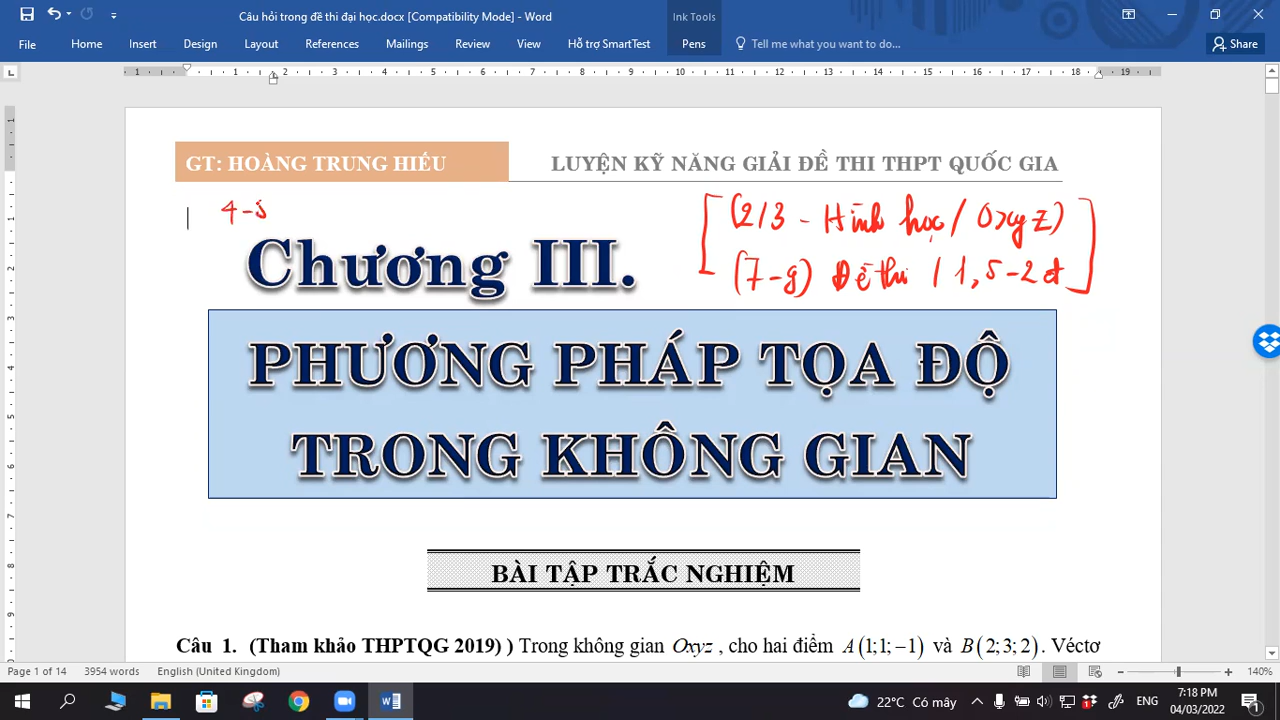 Câu hỏi trong đề thi đại học.docx [Compatibility Mode] - Word
Ink Tools
File Home Insert Design Layout References Mailings Review View Hỗ trợ SmartTest Pens Tell me what you want to do... Share
GT: HOÀNG TRUNG HIẾU
LUYỆN KỸ NĂNG GIẢI ĐỀ THI THPT QUỐC GIA
4-5
(2/3 - Hình học / Oxyz)
Chương III.
(7-9) Đề thi / 1,5-2đ
PHƯƠNG PHÁP TỌA ĐỘ
TRONG KHÔNG GIAN
BÀI TẬP TRẮC NGHIỆM
Câu 1. (Tham khảo THPTQG 2019) ) Trong không gian Oxyz , cho hai điểm A(1;1;−1) và B(2;3;2). Véctơ
Page 1 of 14 3954 words English (United Kingdom) 140%
22°C Có mây ENG 7:18 PM
04/03/2022